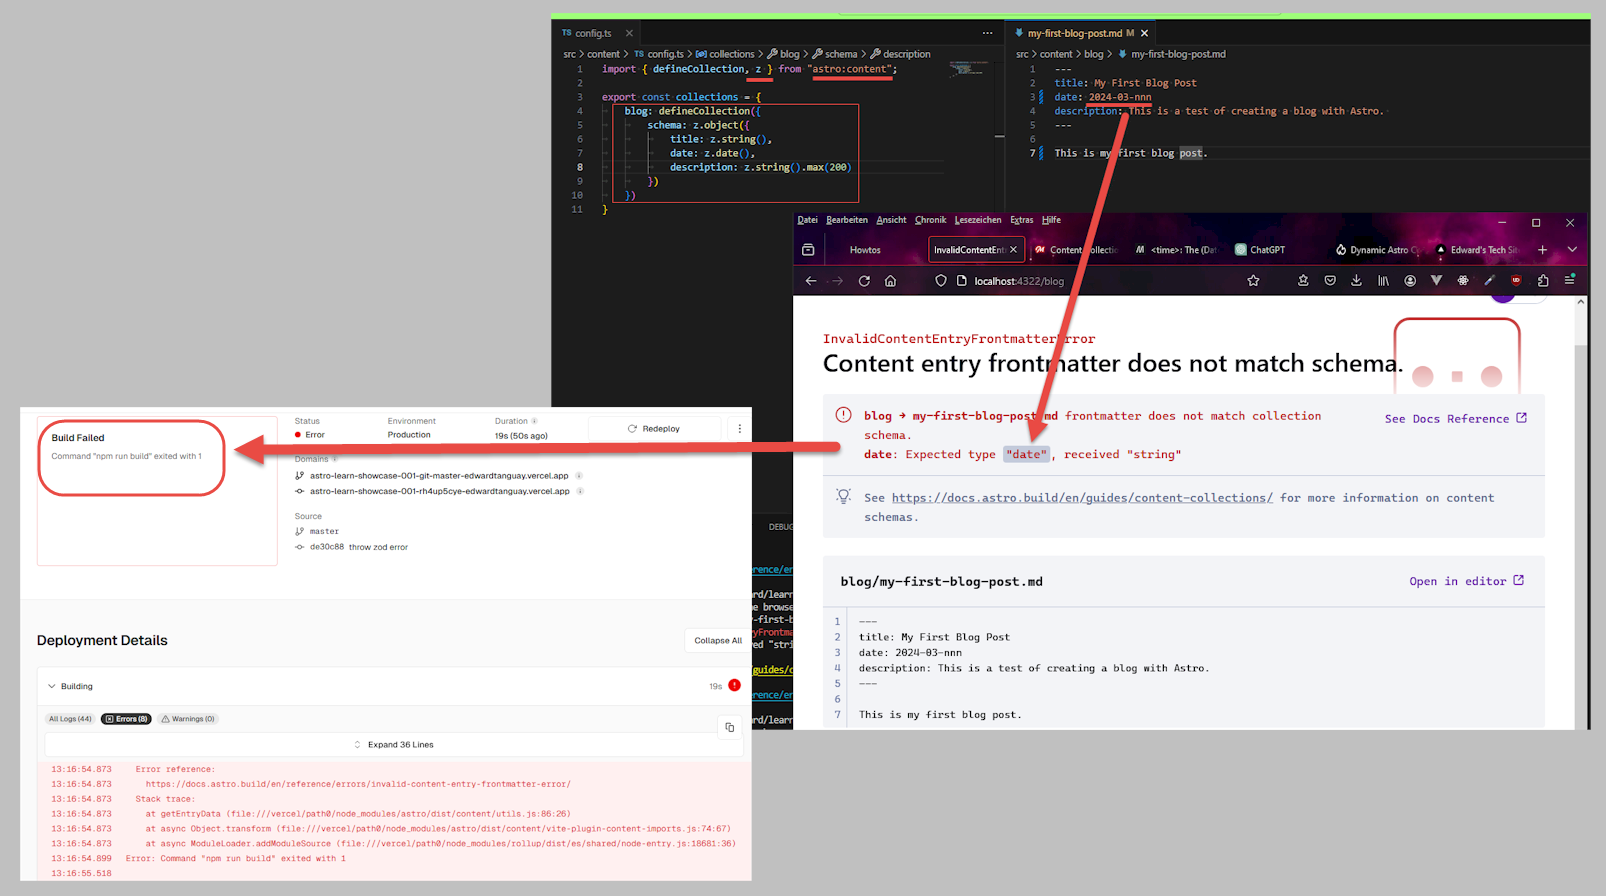 TS config.ts
src > content > TS config.ts > collections > blog > schema > description
1 import { defineCollection, z } from "astro:content";
2
3 export const collections = {
4 blog: defineCollection({
5 schema: z.object({
6 title: z.string(),
7 date: z.date(),
8 description: z.string().max(200)
9 })
10 })
11 }
my-first-blog-post.md M
src > content > blog > my-first-blog-post.md
1 ---
2 title: My First Blog Post
3 date: 2024-03-nnn
4 description: This is a test of creating a blog with Astro.
5 ---
6
7 This is my first blog post.
Datei Bearbeiten Ansicht Chronik Lesezeichen Extras Hilfe
Howtos InvalidContentEnt Content Collectio <time>: The (Dat ChatGPT Dynamic Astro C Edward's Tech Sit
localhost:4322/blog
InvalidContentEntryFrontmatterError
Content entry frontmatter does not match schema.
blog → my-first-blog-post.md frontmatter does not match collection
schema.
date: Expected type "date", received "string"
See Docs Reference
See https://docs.astro.build/en/guides/content-collections/ for more information on content
schemas.
blog/my-first-blog-post.md
Open in editor
1 ---
2 title: My First Blog Post
3 date: 2024-03-nnn
4 description: This is a test of creating a blog with Astro.
5 ---
6
7 This is my first blog post.
DEBUG
rence/er
rd/learn
e browse
-first-b
yFrontma
ed "stri
guides/c
rence/er
rd/learn
Build Failed
Command "npm run build" exited with 1
Status
Error
Environment
Production
Duration
19s (50s ago)
Redeploy
Domains
astro-learn-showcase-001-git-master-edwardtanguay.vercel.app
astro-learn-showcase-001-rh4up5cye-edwardtanguay.vercel.app
Source
master
de30c88 throw zod error
Deployment Details
Collapse All
Building
19s
All Logs (44) Errors (8) Warnings (0)
Expand 36 Lines
13:16:54.873 Error reference:
13:16:54.873 https://docs.astro.build/en/reference/errors/invalid-content-entry-frontmatter-error/
13:16:54.873 Stack trace:
13:16:54.873 at getEntryData (file:///vercel/path0/node_modules/astro/dist/content/utils.js:86:26)
13:16:54.873 at async Object.transform (file:///vercel/path0/node_modules/astro/dist/content/vite-plugin-content-imports.js:74:67)
13:16:54.873 at async ModuleLoader.addModuleSource (file:///vercel/path0/node_modules/rollup/dist/es/shared/node-entry.js:18681:36)
13:16:54.899 Error: Command "npm run build" exited with 1
13:16:55.518